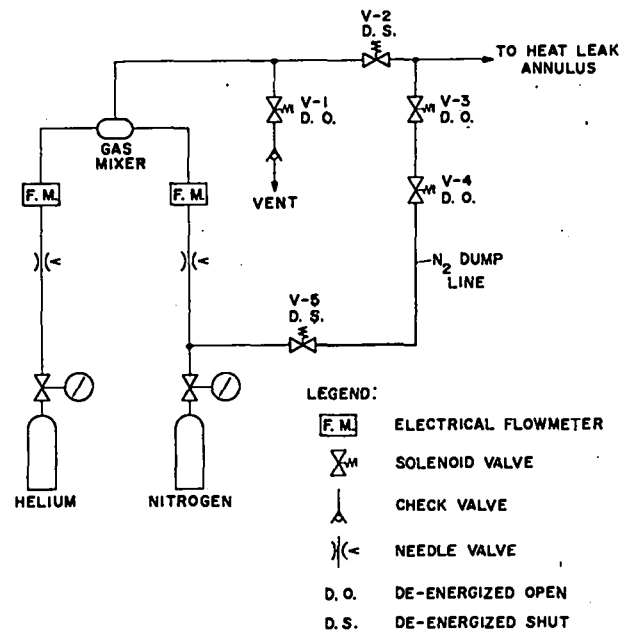 V-2
D. S.
TO HEAT LEAK
ANNULUS
V-1
D. O.
V-3
D. O.
GAS
MIXER
F. M.
F. M.
VENT
V-4
D. O.
N2 DUMP
LINE
V-5
D. S.
HELIUM
NITROGEN
LEGEND:
F. M. ELECTRICAL FLOWMETER
SOLENOID VALVE
CHECK VALVE
NEEDLE VALVE
D. O. DE-ENERGIZED OPEN
D. S. DE-ENERGIZED SHUT